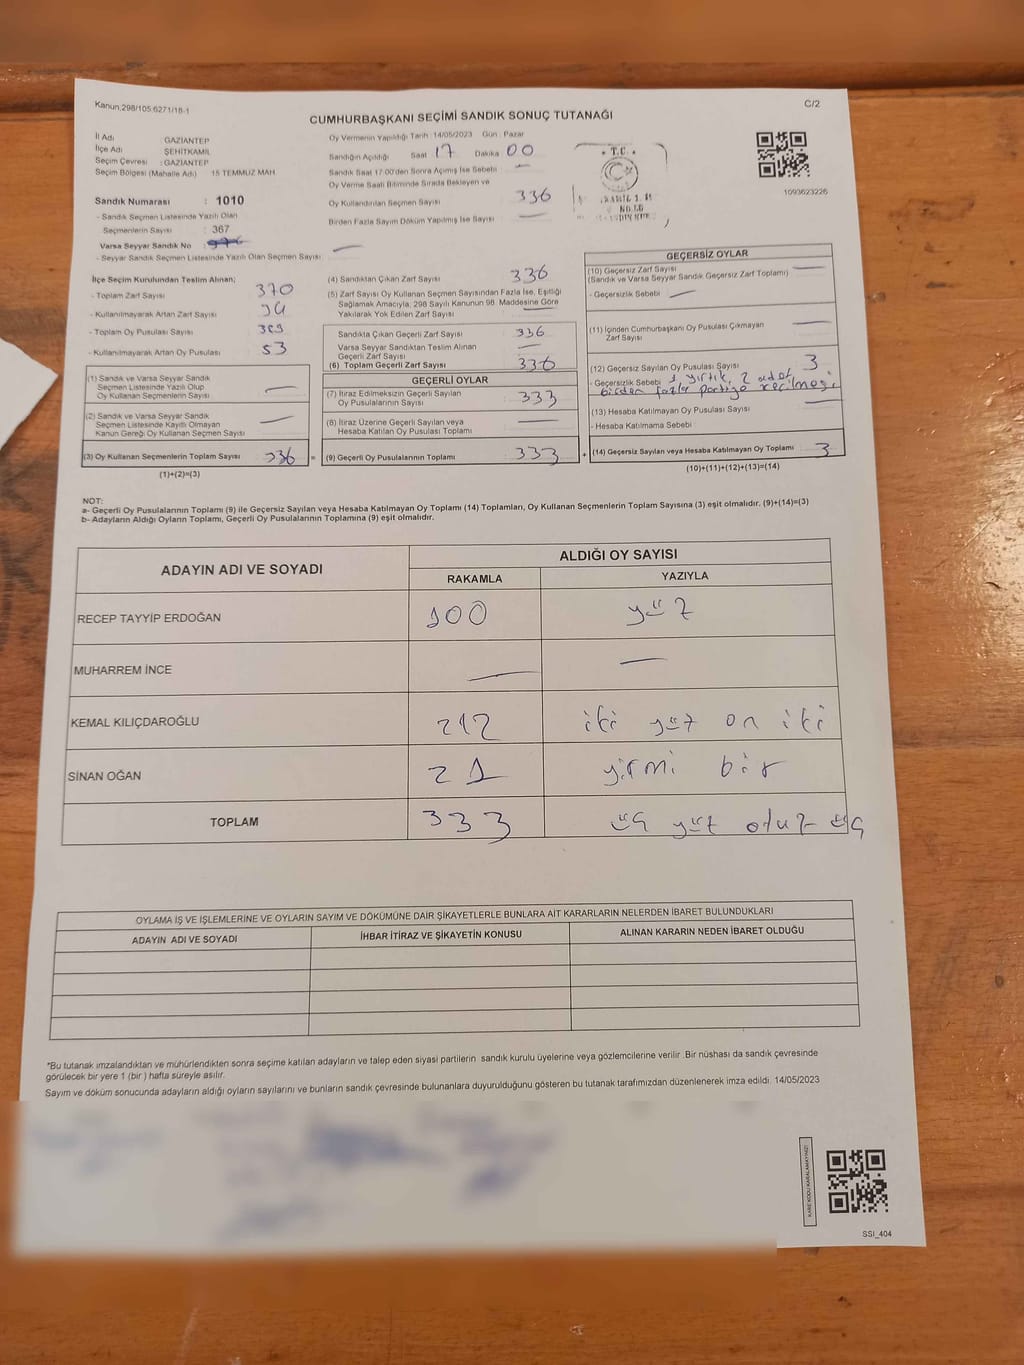 Kanun.298/105.6271/18-1
C/2
CUMHURBAŞKANI SEÇİMİ SANDIK SONUÇ TUTANAĞI
İl Adı GAZİANTEP
İlçe Adı ŞEHİTKAMİL
Seçim Çevresi : GAZİANTEP
Seçim Bölgesi (Mahalle Adı) 15 TEMMUZ MAH.
Sandık Numarası : 1010
- Sandık Seçmen Listesinde Yazılı Olan
Seçmenlerin Sayısı : 367
Varsa Seyyar Sandık No :
- Seyyar Sandık Seçmen Listesinde Yazılı Olan Seçmen Sayısı :
Oy Vermenin Yapıldığı Tarih : 14/05/2023 Gün : Pazar
Sandığın Açıldığı Saat 17 Dakika 00
Sandık Saat 17:00'den Sonra Açılmış İse Sebebi
Oy Verme Saati Bitiminde Sırada Bekleyen ve
Oy Kullandırılan Seçmen Sayısı 336
Birden Fazla Sayım Döküm Yapılmış İse Sayısı
T.C.
1093623226
İlçe Seçim Kurulundan Teslim Alınan;
- Toplam Zarf Sayısı 370
- Kullanılmayarak Artan Zarf Sayısı 34
- Toplam Oy Pusulası Sayısı 389
- Kullanılmayarak Artan Oy Pusulası 53
(1) Sandık ve Varsa Seyyar Sandık
Seçmen Listesinde Yazılı Olup
Oy Kullanan Seçmenlerin Sayısı
(2) Sandık ve Varsa Seyyar Sandık
Seçmen Listesinde Kayıtlı Olmayan
Kanun Gereği Oy Kullanan Seçmen Sayısı
(3) Oy Kullanan Seçmenlerin Toplam Sayısı 336 =
(1)+(2)=(3)
(4) Sandıktan Çıkan Zarf Sayısı 336
(5) Zarf Sayısı Oy Kullanan Seçmen Sayısından Fazla İse, Eşitliği
Sağlamak Amacıyla, 298 Sayılı Kanunun 98. Maddesine Göre
Yakılarak Yok Edilen Zarf Sayısı
Sandıkta Çıkan Geçerli Zarf Sayısı 336
Varsa Seyyar Sandıktan Teslim Alınan
Geçerli Zarf Sayısı
(6) Toplam Geçerli Zarf Sayısı 336
GEÇERLİ OYLAR
(7) İtiraz Edilmeksizin Geçerli Sayılan
Oy Pusulalarının Sayısı 333
(8) İtiraz Üzerine Geçerli Sayılan veya
Hesaba Katılan Oy Pusulası Toplamı
(9) Geçerli Oy Pusulalarının Toplamı 333 +
GEÇERSİZ OYLAR
(10) Geçersiz Zarf Sayısı
(Sandık ve Varsa Seyyar Sandık Geçersiz Zarf Toplamı)
- Geçersizlik Sebebi
(11) İçinden Cumhurbaşkanı Oy Pusulası Çıkmayan
Zarf Sayısı
(12) Geçersiz Sayılan Oy Pusulası Sayısı 3
- Geçersizlik Sebebi 1 yırtık, 2 adet
birden fazla partiye seçilmesi
(13) Hesaba Katılmayan Oy Pusulası Sayısı
- Hesaba Katılmama Sebebi
(14) Geçersiz Sayılan veya Hesaba Katılmayan Oy Toplamı 3
(10)+(11)+(12)+(13)=(14)
NOT:
a- Geçerli Oy Pusulalarının Toplamı (9) ile Geçersiz Sayılan veya Hesaba Katılmayan Oy Toplamı (14) Toplamları, Oy Kullanan Seçmenlerin Toplam Sayısına (3) eşit olmalıdır. (9)+(14)=(3)
b- Adayların Aldığı Oyların Toplamı, Geçerli Oy Pusulalarının Toplamına (9) eşit olmalıdır.
ADAYIN ADI VE SOYADI
ALDIĞI OY SAYISI
RAKAMLA YAZIYLA
RECEP TAYYİP ERDOĞAN 100 yüz
MUHARREM İNCE
KEMAL KILIÇDAROĞLU 212 iki yüz on iki
SİNAN OĞAN 21 yirmi bir
TOPLAM 333 üç yüz otuz üç
OYLAMA İŞ VE İŞLEMLERİNE VE OYLARIN SAYIM VE DÖKÜMÜNE DAİR ŞİKAYETLERLE BUNLARA AİT KARARLARIN NELERDEN İBARET BULUNDUKLARI
ADAYIN ADI VE SOYADI İHBAR İTİRAZ VE ŞİKAYETİN KONUSU ALINAN KARARIN NEDEN İBARET OLDUĞU
*Bu tutanak imzalandıktan ve mühürlendikten sonra seçime katılan adayların ve talep eden siyasi partilerin sandık kurulu üyelerine veya gözlemcilerine verilir .Bir nüshası da sandık çevresinde
görülecek bir yere 1 (bir ) hafta süreyle asılır.
Sayım ve döküm sonucunda adayların aldığı oyların sayılarını ve bunların sandık çevresinde bulunanlara duyurulduğunu gösteren bu tutanak tarafımızdan düzenlenerek imza edildi. 14/05/2023
KARE KODU KARALAMAYINIZ!
SSI_404